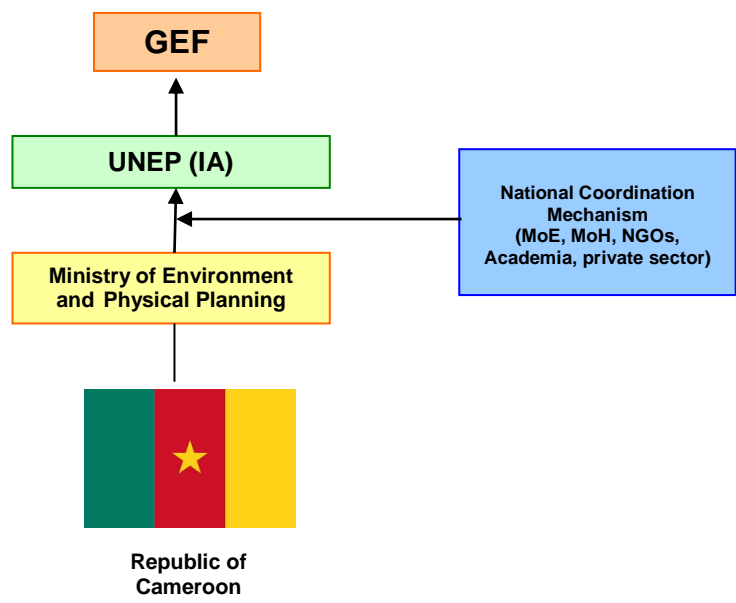 GEF
UNEP (IA)
National Coordination
Mechanism
(MoE, MoH, NGOs,
Academia, private sector)
Ministry of Environment
and Physical Planning
Republic of
Cameroon